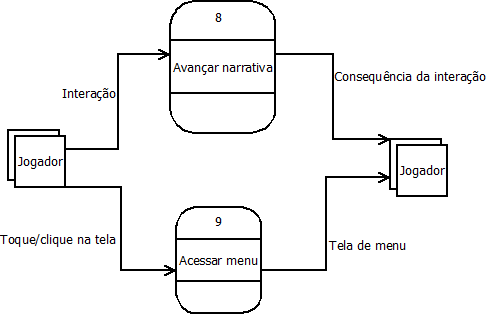 8
Avançar narrativa
Consequência da interação
Interação
Jogador
Jogador
9
Toque/clique na tela
Tela de menu
Acessar menu